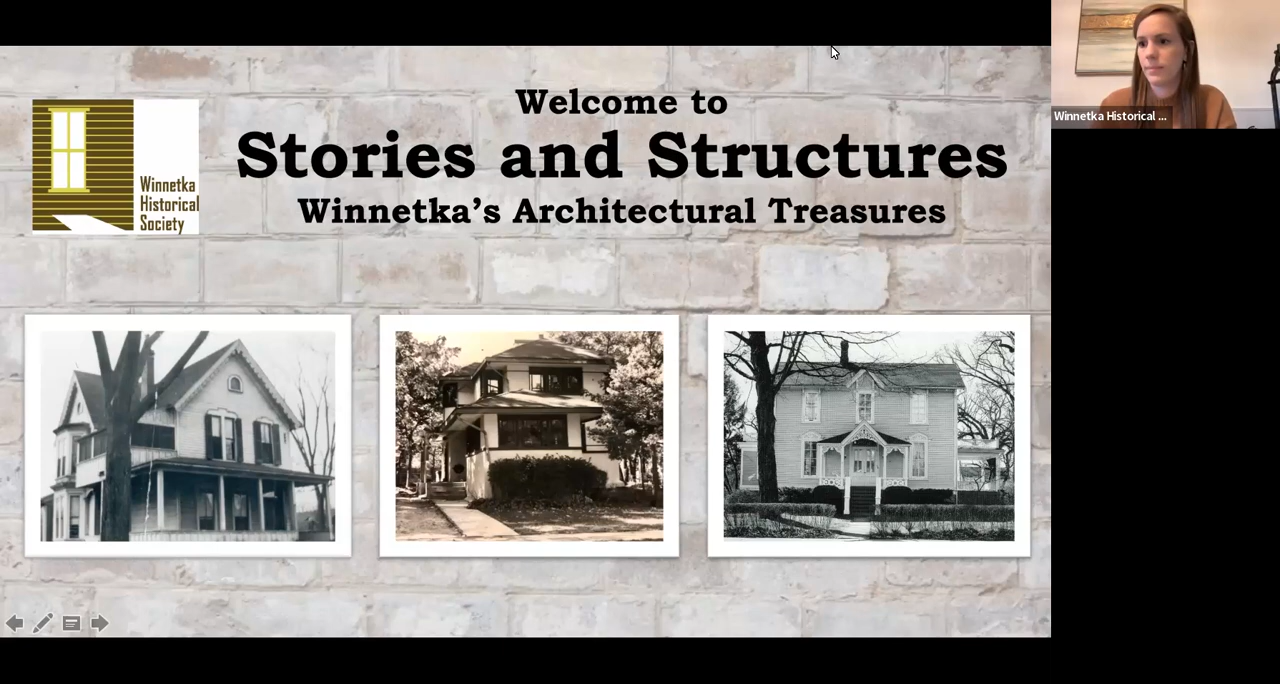 Welcome to
Stories and Structures
Winnetka's Architectural Treasures
Winnetka
Historical
Society
Winnetka Historical ...